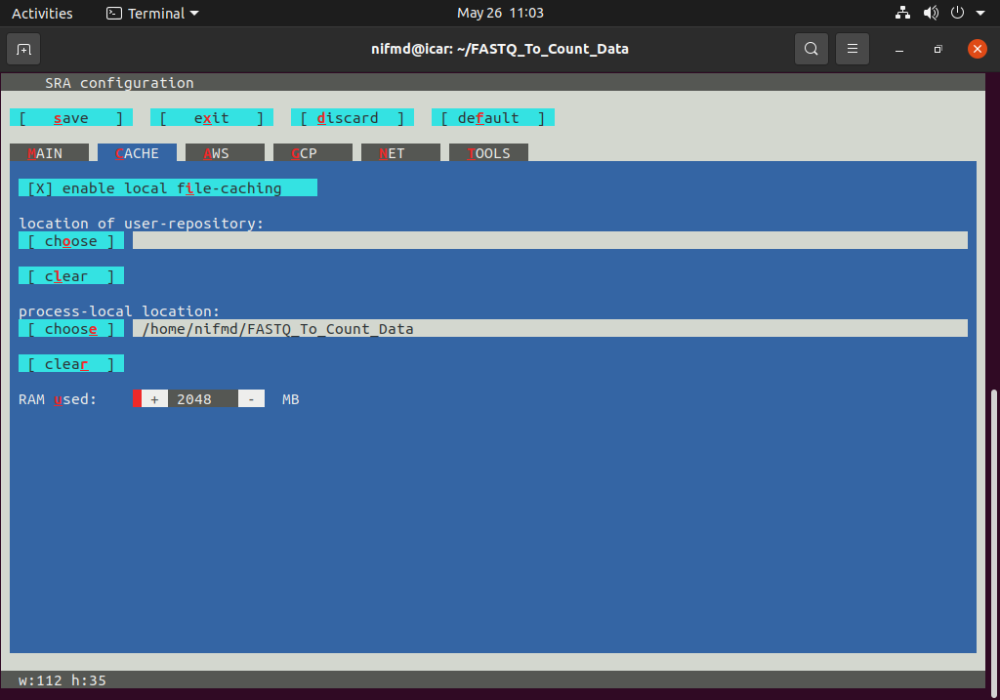 Activities Terminal May 26 11:03
nifmd@icar: ~/FASTQ_To_Count_Data
SRA configuration
[ save ] [ exit ] [ discard ] [ default ]
MAIN CACHE AWS GCP NET TOOLS
[X] enable local file-caching
location of user-repository:
[ choose ]
[ clear ]
process-local location:
[ choose ] /home/nifmd/FASTQ_To_Count_Data
[ clear ]
RAM used: + 2048 - MB
w:112 h:35